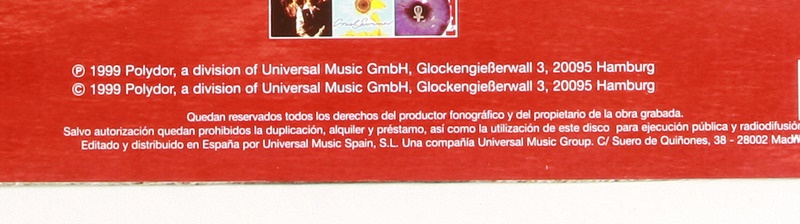 ℗ 1999 Polydor, a division of Universal Music GmbH, Glockengießerwall 3, 20095 Hamburg
© 1999 Polydor, a division of Universal Music GmbH, Glockengießerwall 3, 20095 Hamburg
Quedan reservados todos los derechos del productor fonográfico y del propietario de la obra grabada.
Salvo autorización quedan prohibidos la duplicación, alquiler y préstamo, así como la utilización de este disco para ejecución pública y radiodifusión
Editado y distribuido en España por Universal Music Spain, S.L. Una compañía Universal Music Group. C/ Suero de Quiñones, 38 - 28002